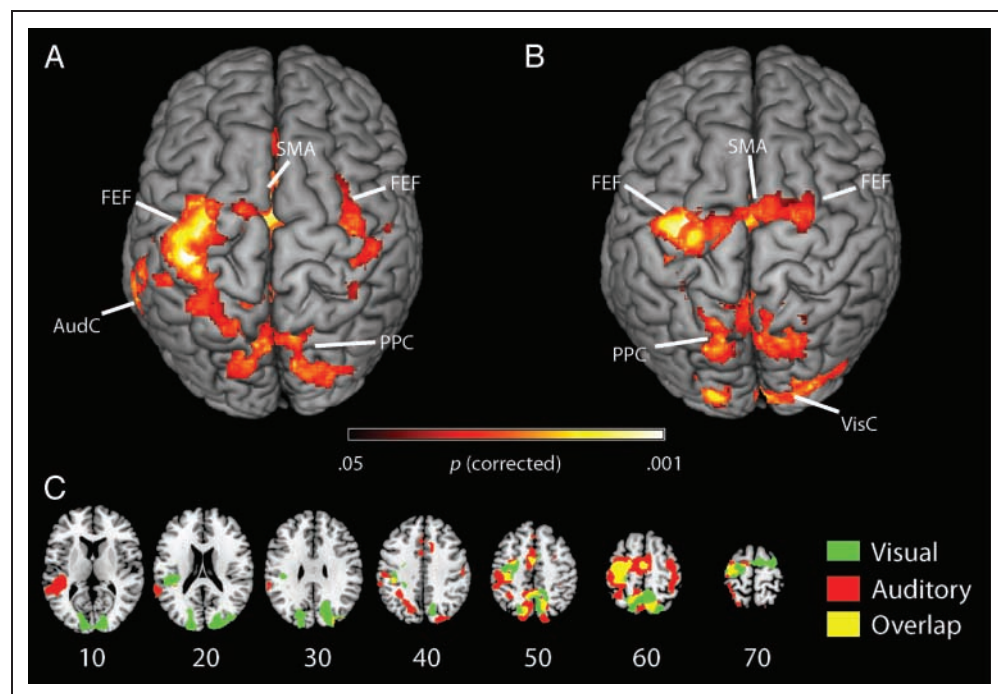 A
B
SMA
FEF
FEF
AudC
PPC
SMA
FEF
FEF
PPC
VisC
.05 p (corrected) .001
C
Visual
Auditory
Overlap
10 20 30 40 50 60 70